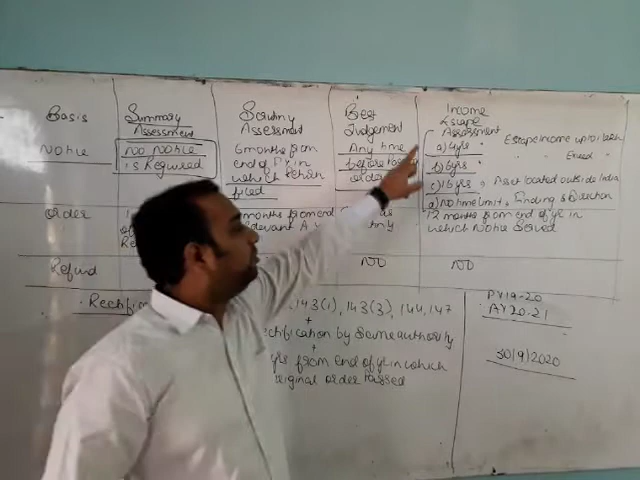 Basis
Summary
Assessment
Scrutiny
Assessment
Best
Judgement
Income
Escape
Assessment
Notice
No Notice
is Required
6 months from
end of FY in
which Return
filed
Any time
before
order
a) 4 yrs "
Escape income upto 1 lakh
b) 6 yrs "
" " Exceed "
c) 16 yrs " Asset located outside India
d) No time limit " Finding & Direction
Order
months from end
relevant A.Y
12 months from end of yr in
which Notice Served
Refund
NO
NO
143(1), 143(3), 144, 147
+
rectification by Same authority
+
yrs from end of yr in which
original order Passed
PY 19-20
AY 20-21
30/9/2020